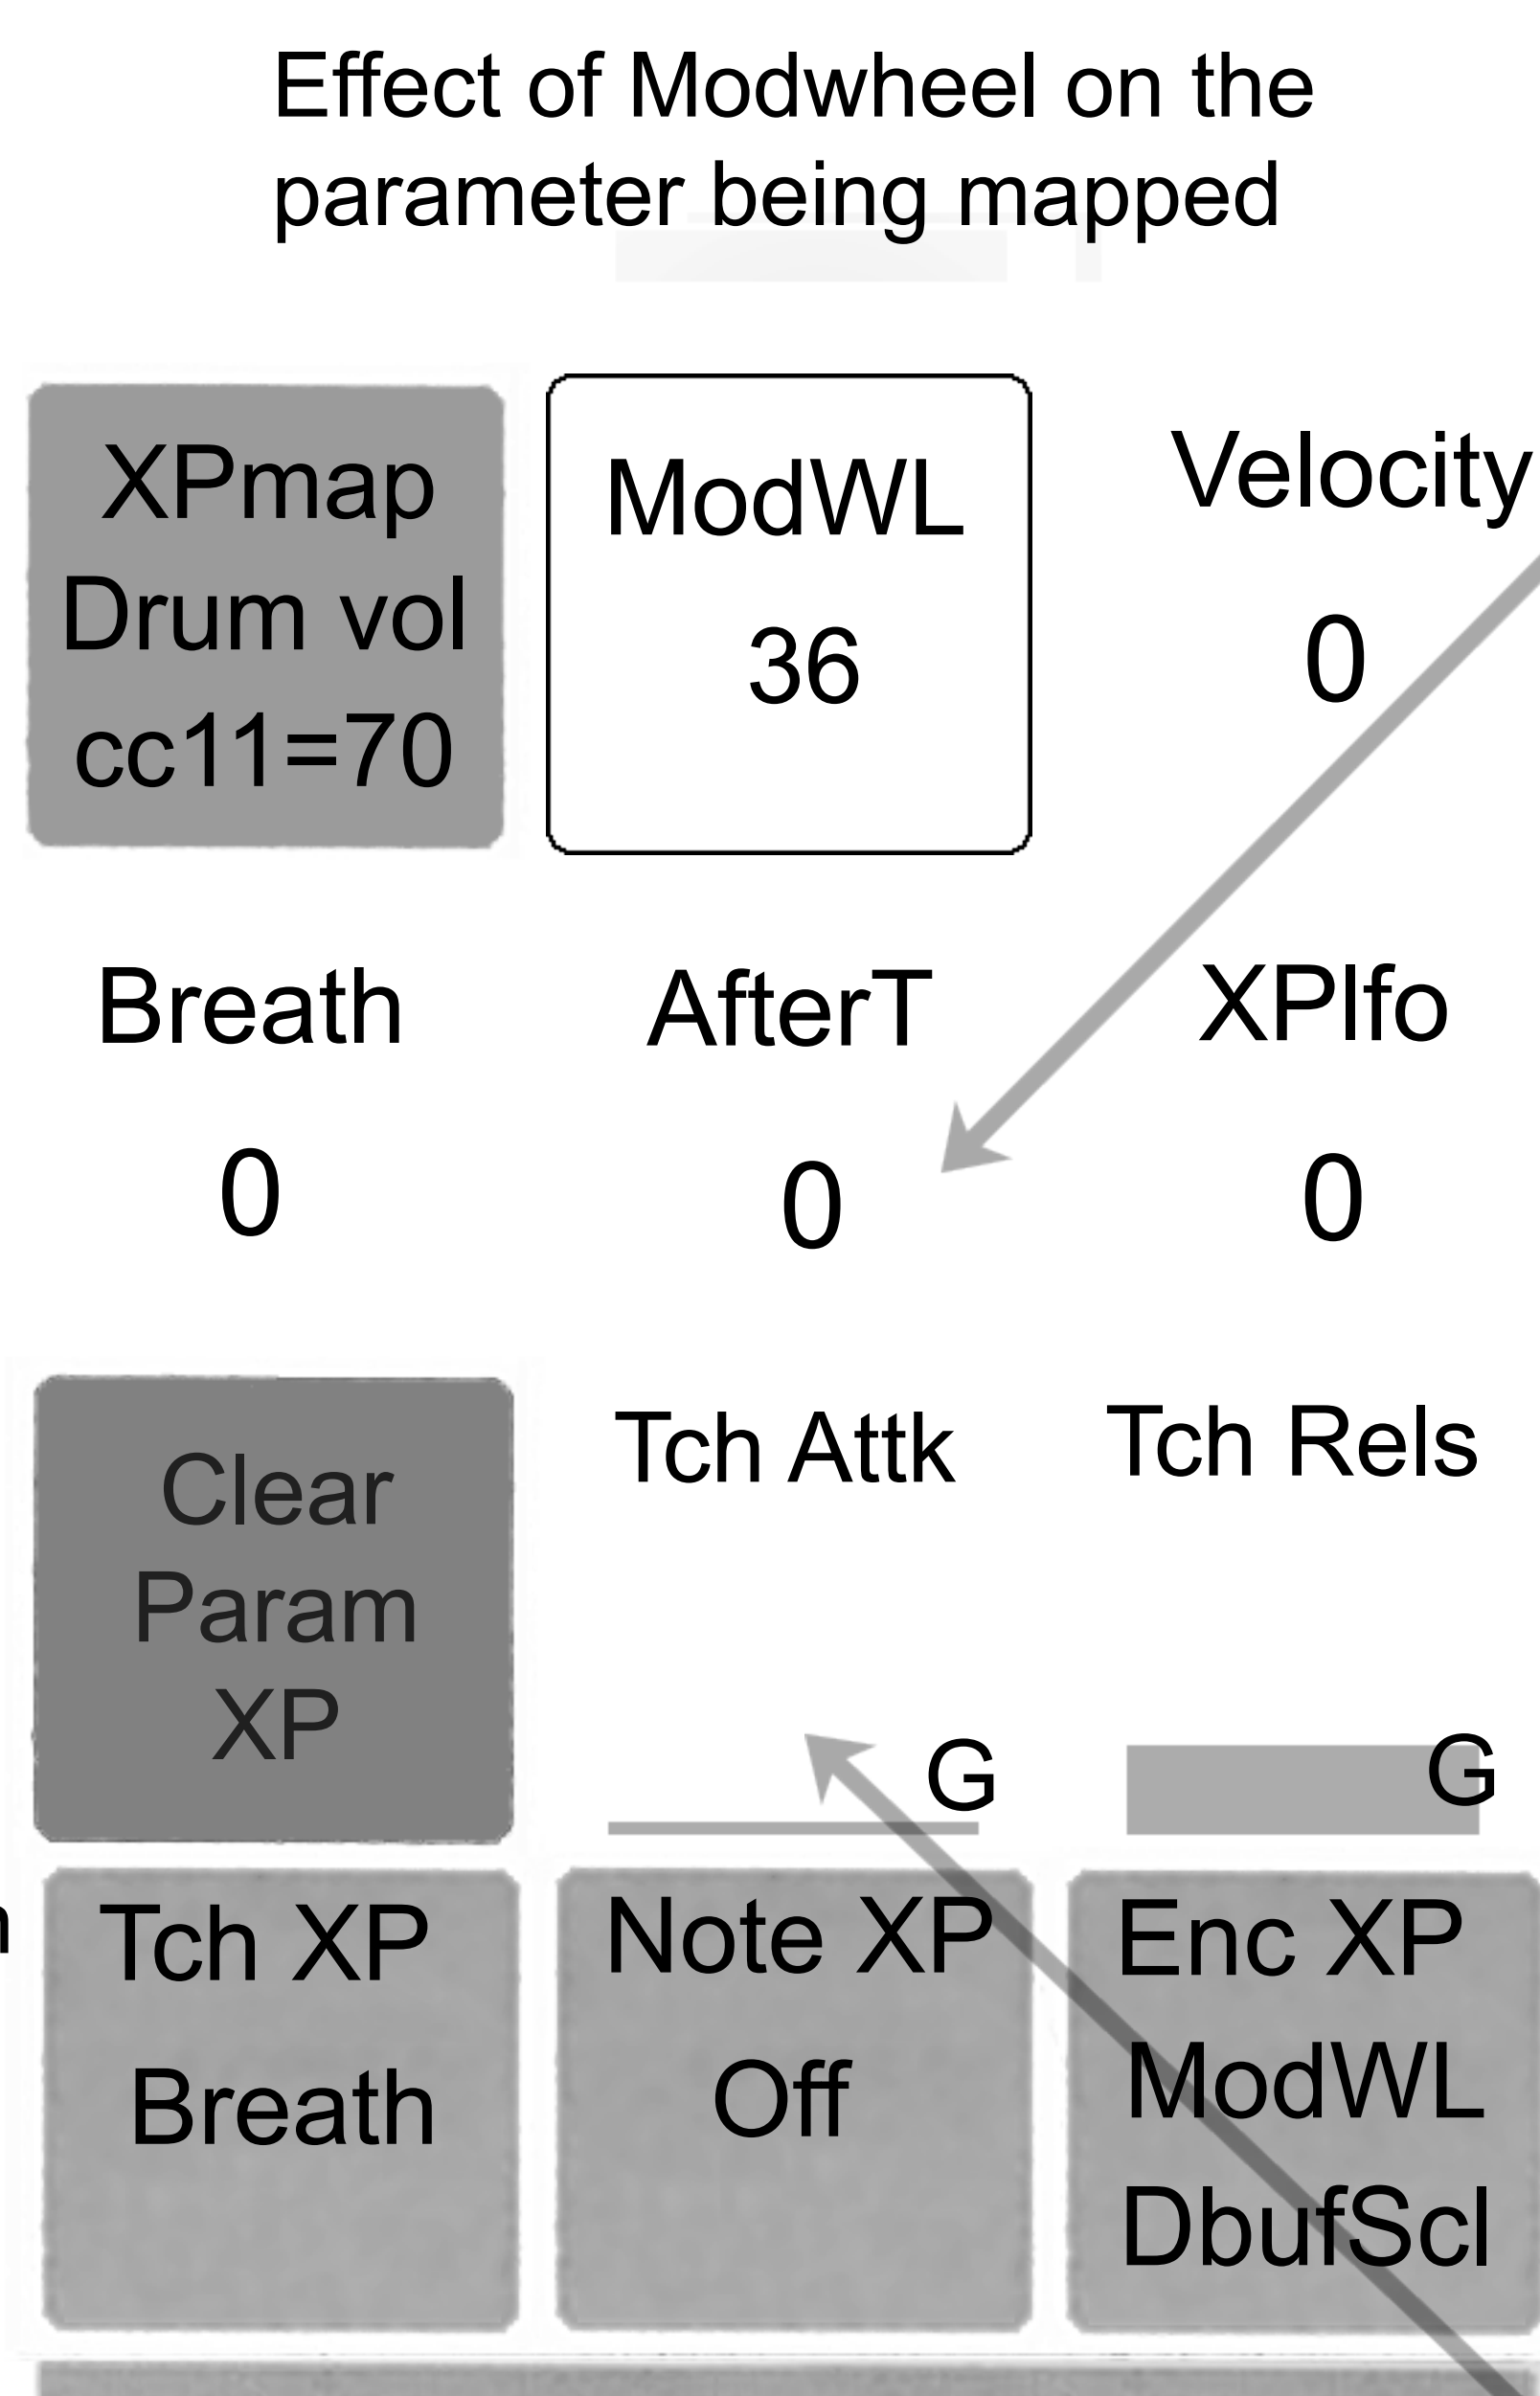 Effect of Modwheel on the
parameter being mapped
XPmap
Drum vol
cc11=70
ModWL
36
Velocity
0
Breath
0
AfterT
0
XPlfo
0
Clear
Param
XP
Tch Attk
G
Tch Rels
G
Tch XP
Breath
Note XP
Off
Enc XP
ModWL
DbufScl